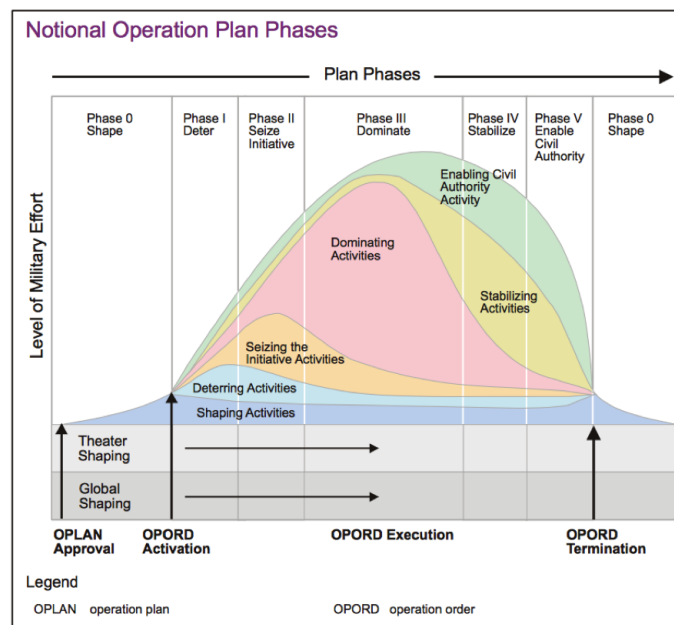 Notional Operation Plan Phases
Plan Phases
Phase 0
Shape
Phase I
Deter
Phase II
Seize
Initiative
Phase III
Dominate
Phase IV
Stabilize
Phase V
Enable
Civil
Authority
Phase 0
Shape
Level of Military Effort
Enabling Civil
Authority
Activity
Dominating
Activities
Stabilizing
Activities
Seizing the
Initiative Activities
Deterring Activities
Shaping Activities
Theater
Shaping
Global
Shaping
OPLAN
Approval
OPORD
Activation
OPORD Execution
OPORD
Termination
Legend
OPLAN operation plan
OPORD operation order